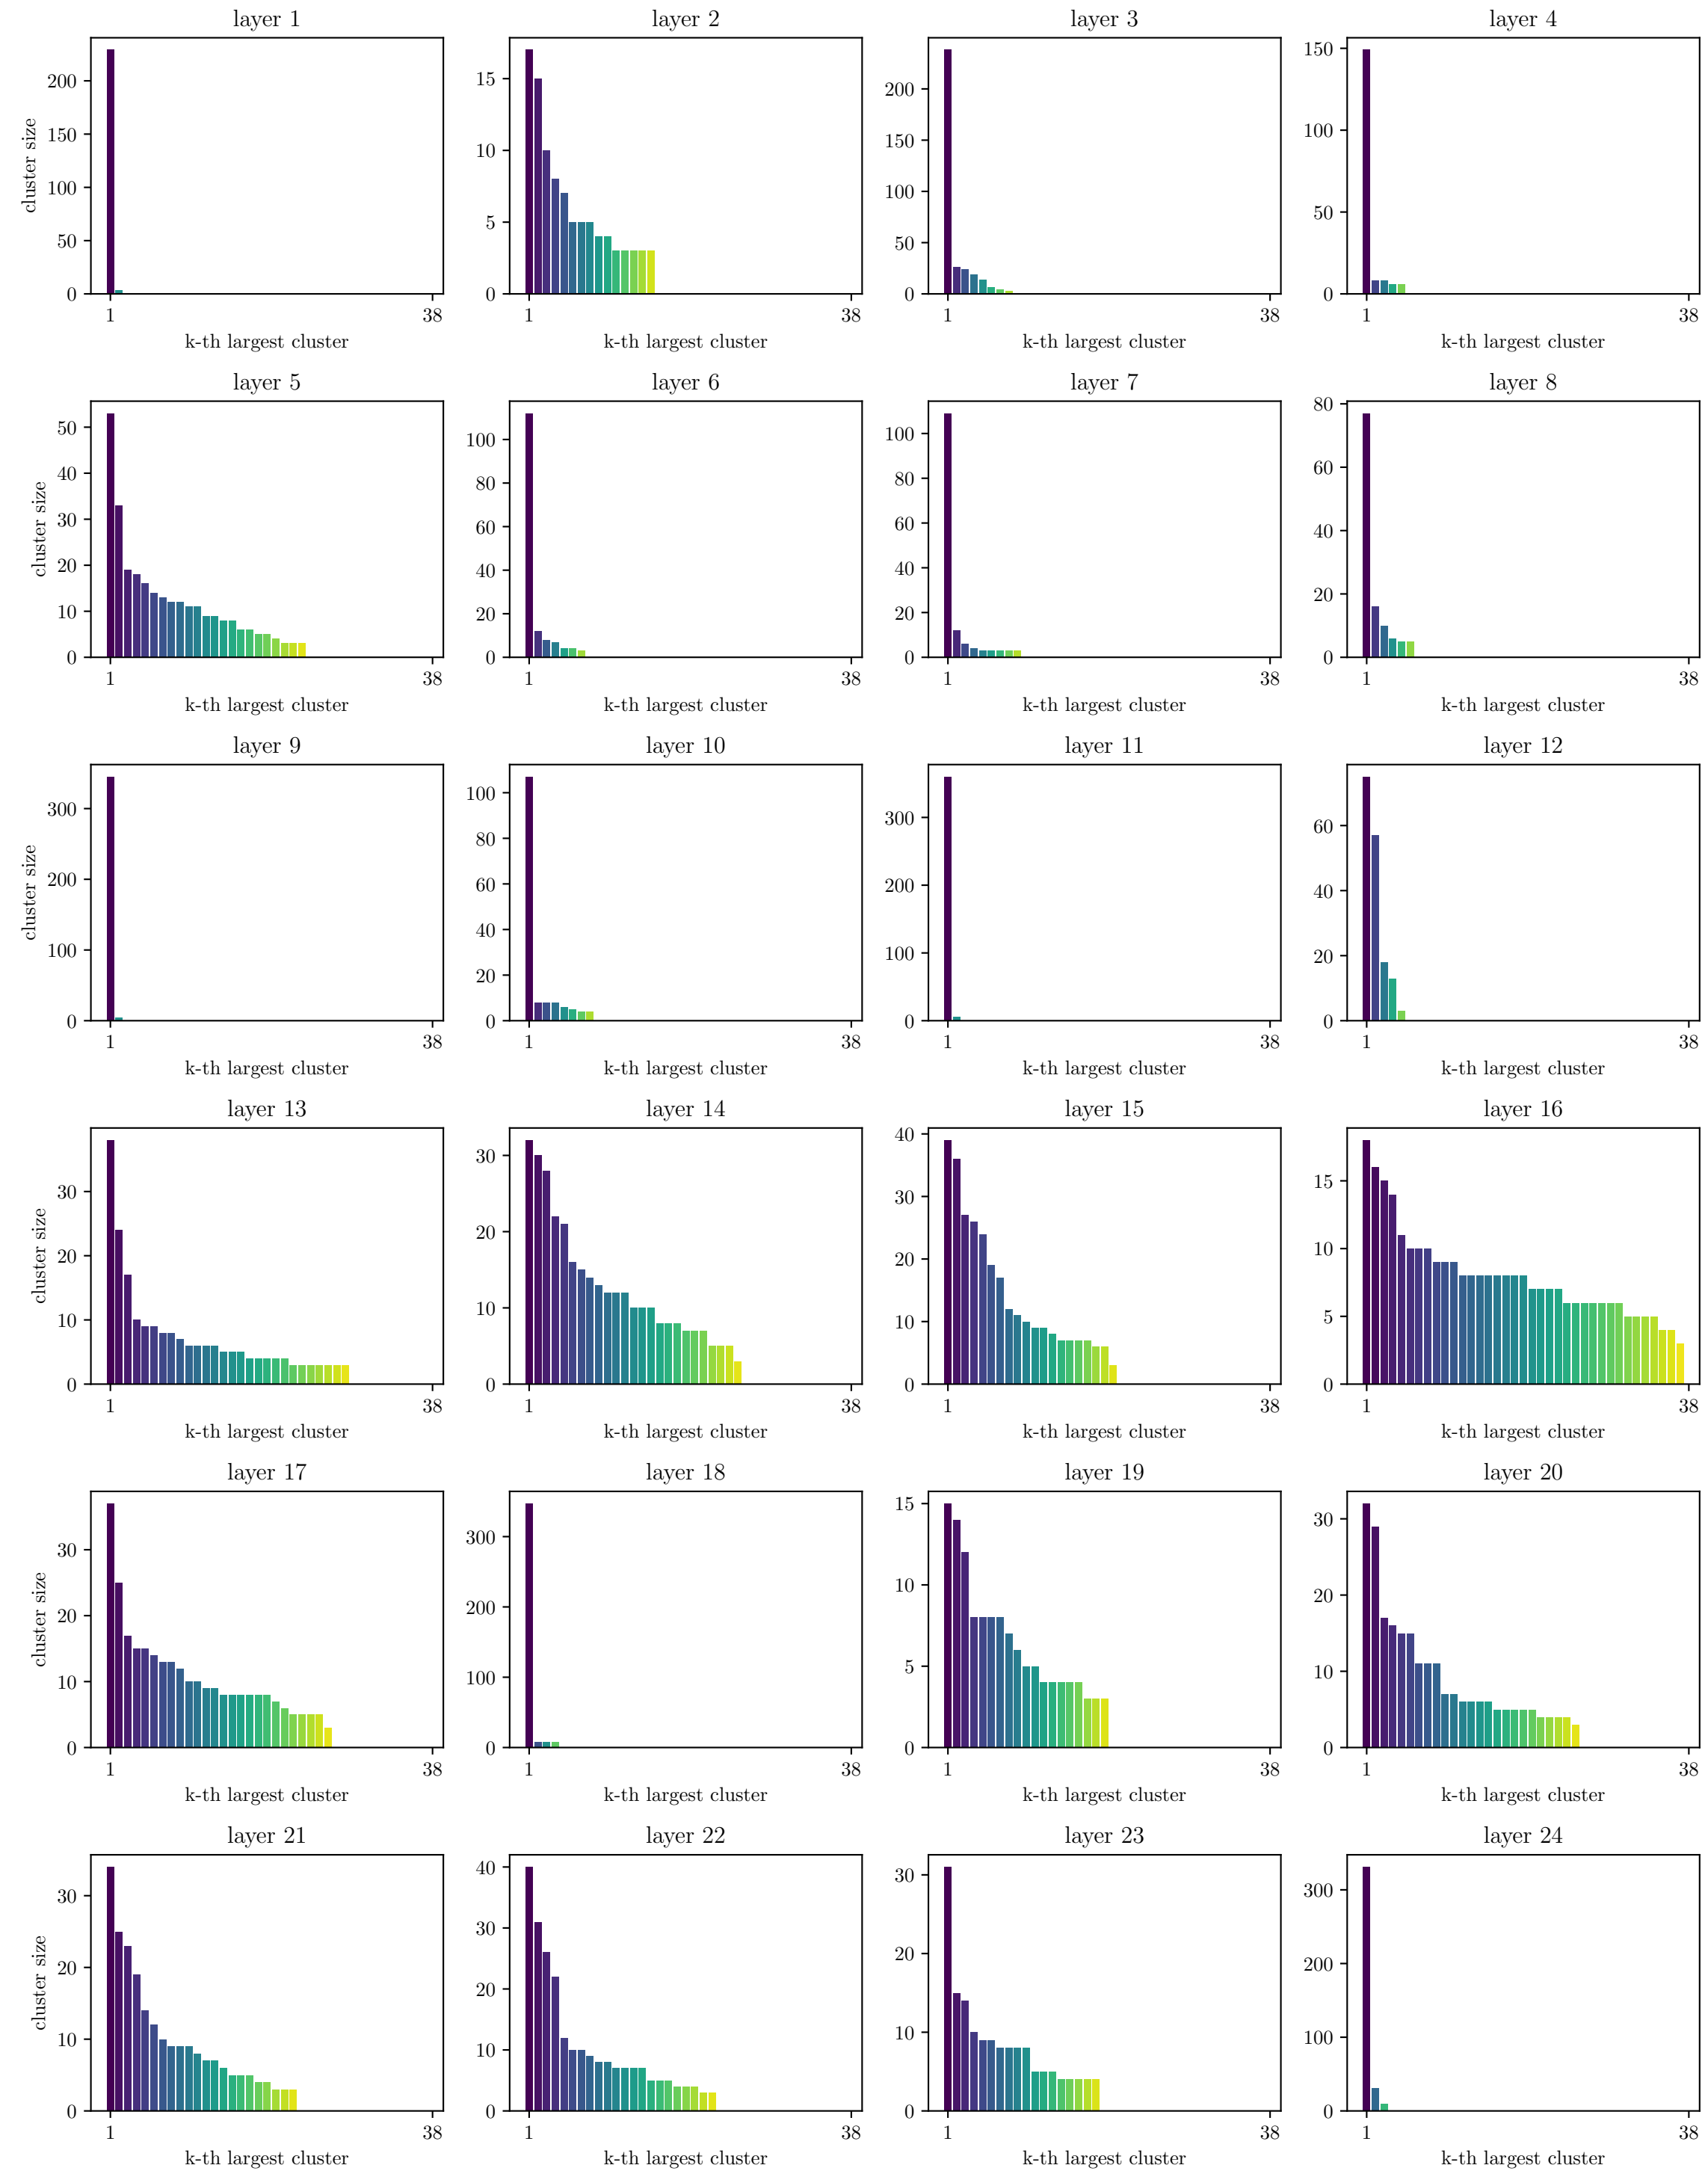 layer 1
200
150
100
50
0
cluster size
1
38
k-th largest cluster
layer 2
15
10
5
0
1
38
k-th largest cluster
layer 3
200
150
100
50
0
1
38
k-th largest cluster
layer 4
150
100
50
0
1
38
k-th largest cluster
layer 5
50
40
30
20
10
0
cluster size
1
38
k-th largest cluster
layer 6
100
80
60
40
20
0
1
38
k-th largest cluster
layer 7
100
80
60
40
20
0
1
38
k-th largest cluster
layer 8
80
60
40
20
0
1
38
k-th largest cluster
layer 9
300
200
100
0
cluster size
1
38
k-th largest cluster
layer 10
100
80
60
40
20
0
1
38
k-th largest cluster
layer 11
300
200
100
0
1
38
k-th largest cluster
layer 12
60
40
20
0
1
38
k-th largest cluster
layer 13
30
20
10
0
cluster size
1
38
k-th largest cluster
layer 14
30
20
10
0
1
38
k-th largest cluster
layer 15
40
30
20
10
0
1
38
k-th largest cluster
layer 16
15
10
5
0
1
38
k-th largest cluster
layer 17
30
20
10
0
cluster size
1
38
k-th largest cluster
layer 18
300
200
100
0
1
38
k-th largest cluster
layer 19
15
10
5
0
1
38
k-th largest cluster
layer 20
30
20
10
0
1
38
k-th largest cluster
layer 21
30
20
10
0
cluster size
1
38
k-th largest cluster
layer 22
40
30
20
10
0
1
38
k-th largest cluster
layer 23
30
20
10
0
1
38
k-th largest cluster
layer 24
300
200
100
0
1
38
k-th largest cluster